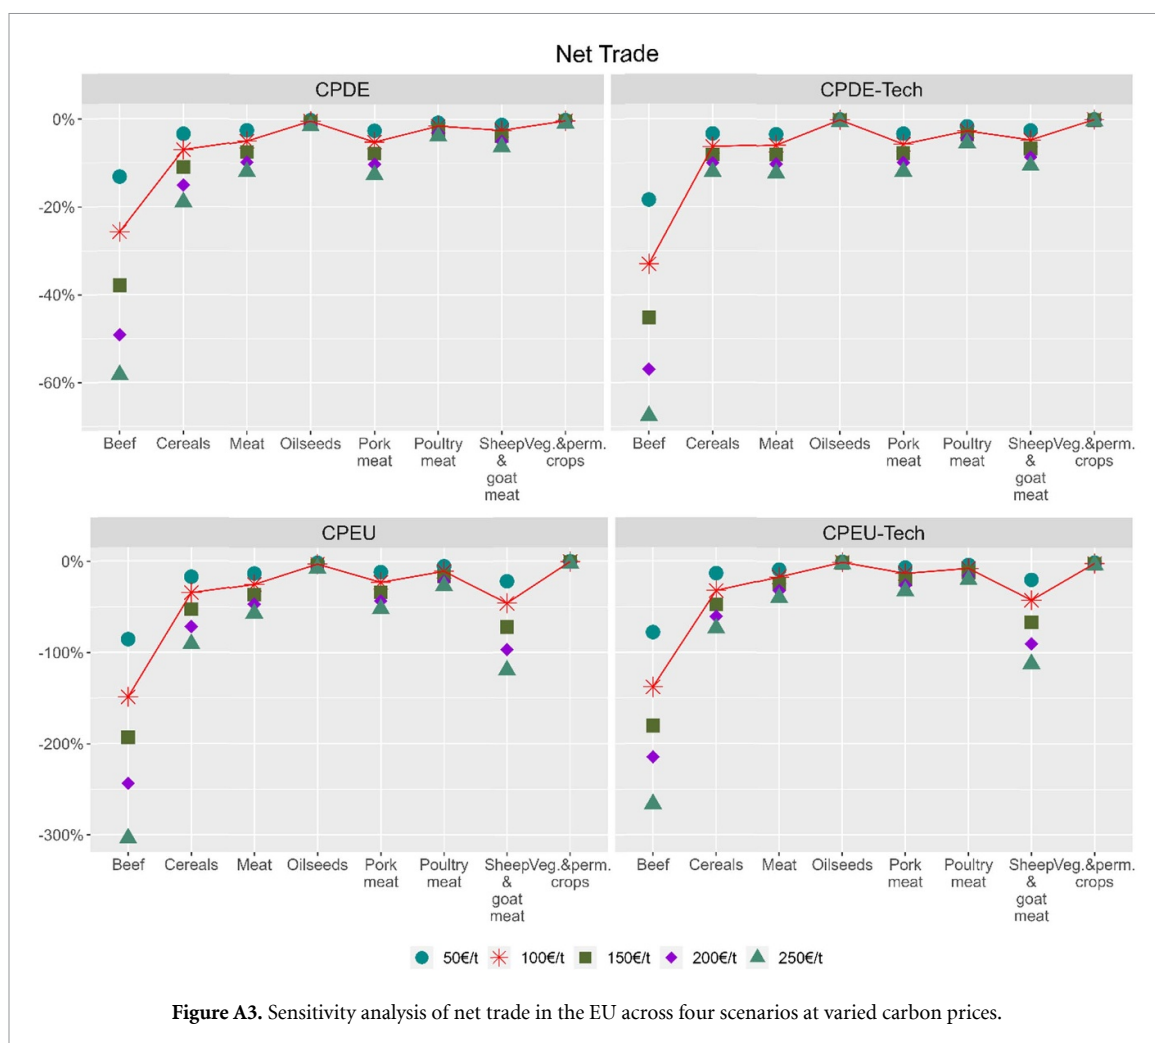 Net Trade
CPDE
CPDE-Tech
0%
-20%
-40%
-60%
Beef Cereals Meat Oilseeds Pork Poultry Sheep Veg.&perm.
meat meat & crops
goat
meat
Beef Cereals Meat Oilseeds Pork Poultry Sheep Veg.&perm.
meat meat & crops
goat
meat
CPEU
CPEU-Tech
0%
-100%
-200%
-300%
Beef Cereals Meat Oilseeds Pork Poultry Sheep Veg.&perm.
meat meat & crops
goat
meat
Beef Cereals Meat Oilseeds Pork Poultry Sheep Veg.&perm.
meat meat & crops
goat
meat
50€/t 100€/t 150€/t 200€/t 250€/t
Figure A3. Sensitivity analysis of net trade in the EU across four scenarios at varied carbon prices.